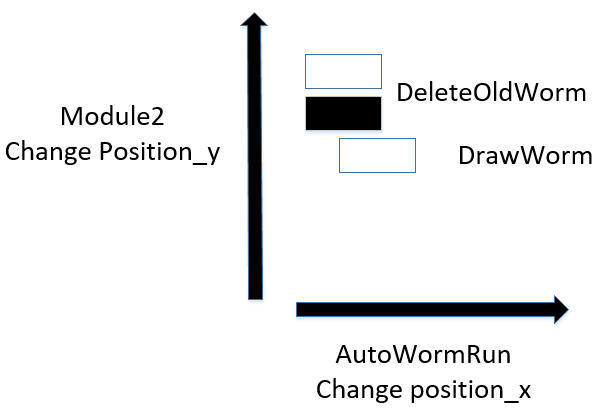 DeleteOldWorm
Module2
Change Position_y
DrawWorm
AutoWormRun
Change position_x